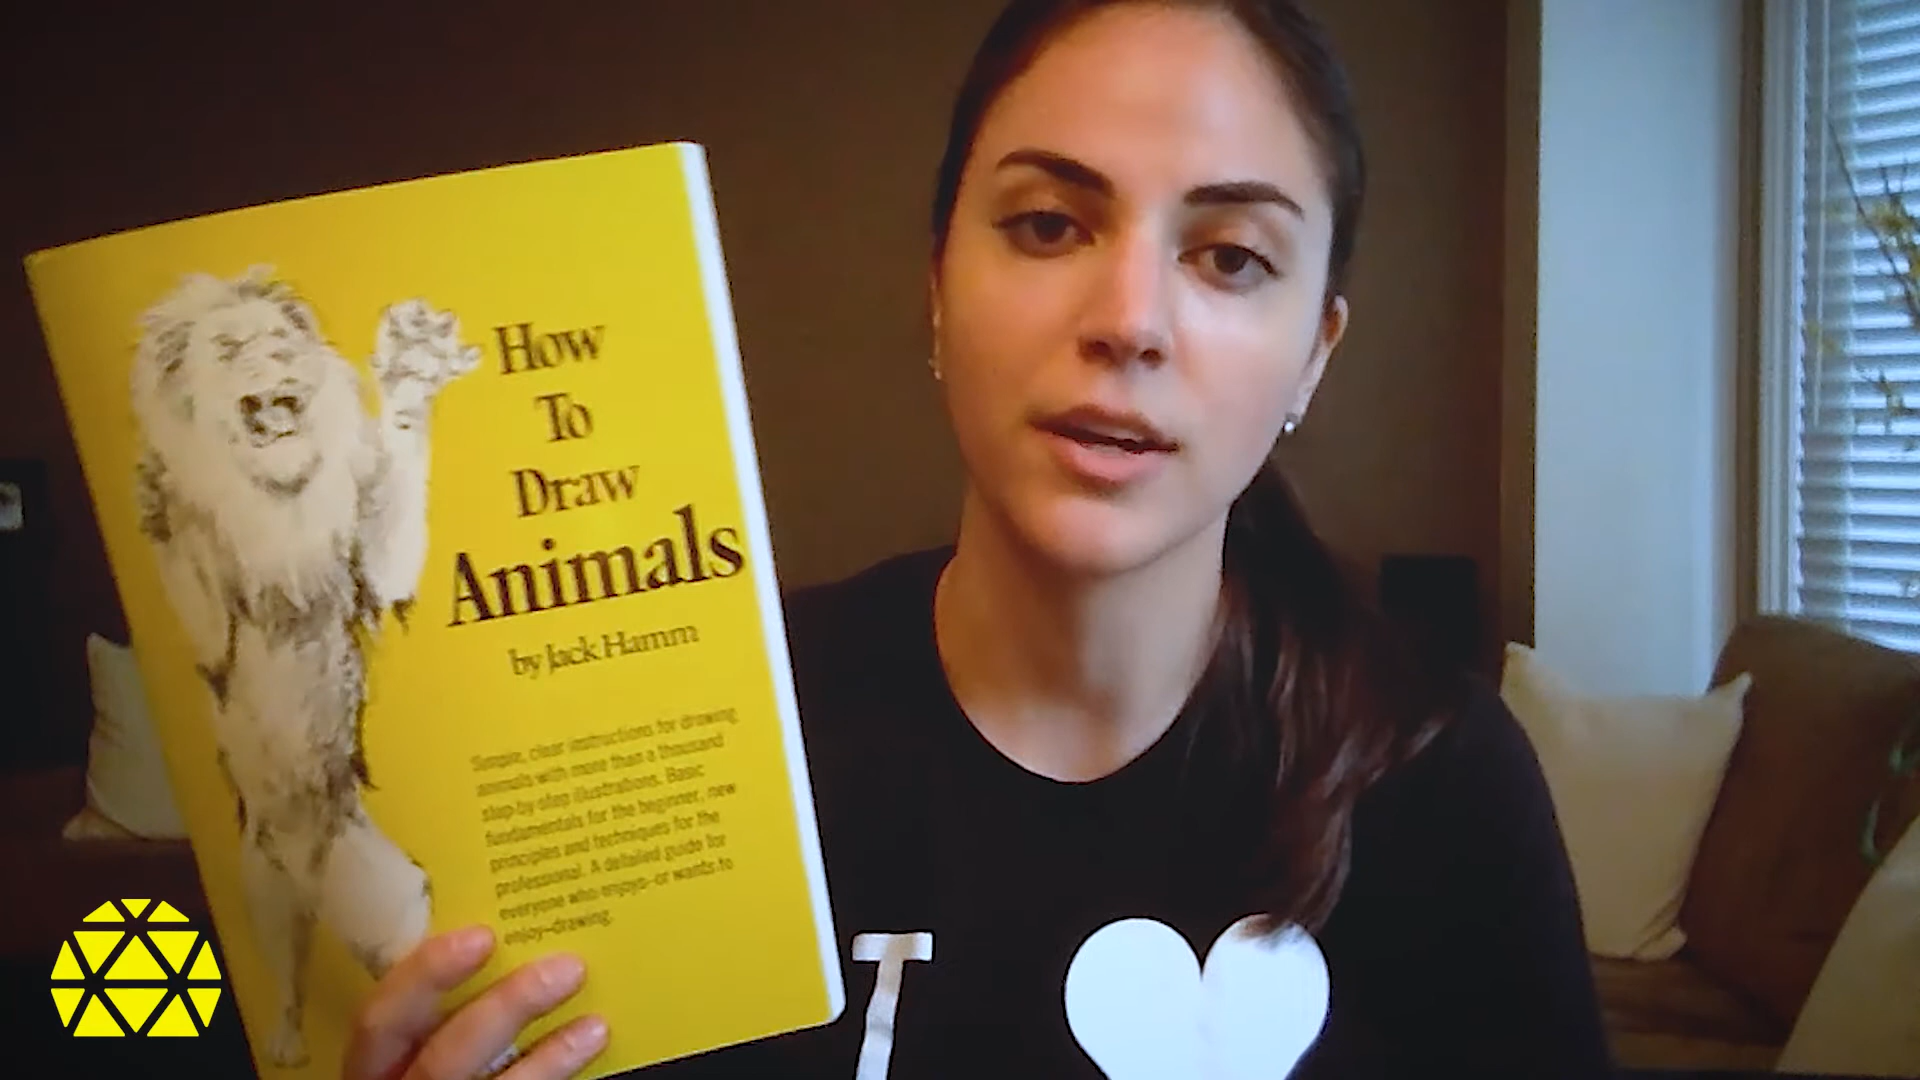 How
To
Draw
Animals
by Jack Hamm
Simple, clear instructions for drawing
animals with more than a thousand
step-by-step illustrations. Basic
fundamentals for the beginner, new
principles and techniques for the
professional. A detailed guide for
everyone who enjoys–or wants to
enjoy–drawing.
I